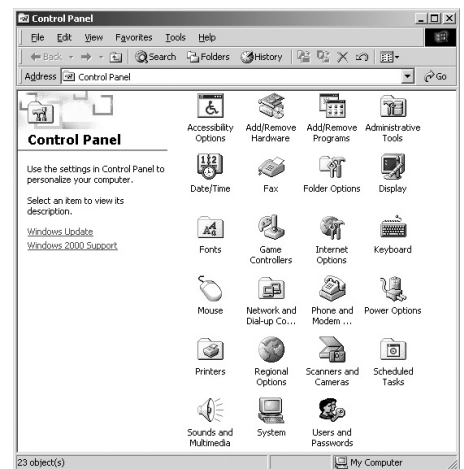 Control Panel
File Edit View Favorites Tools Help
Back Search Folders History
Address Control Panel Go
Control Panel
Use the settings in Control Panel to
personalize your computer.
Select an item to view its
description.
Windows Update
Windows 2000 Support
Accessibility
Options
Add/Remove
Hardware
Add/Remove
Programs
Administrative
Tools
Date/Time
Fax
Folder Options
Display
Fonts
Game
Controllers
Internet
Options
Keyboard
Mouse
Network and
Dial-up Co...
Phone and
Modem ...
Power Options
Printers
Regional
Options
Scanners and
Cameras
Scheduled
Tasks
Sounds and
Multimedia
System
Users and
Passwords
23 object(s) My Computer